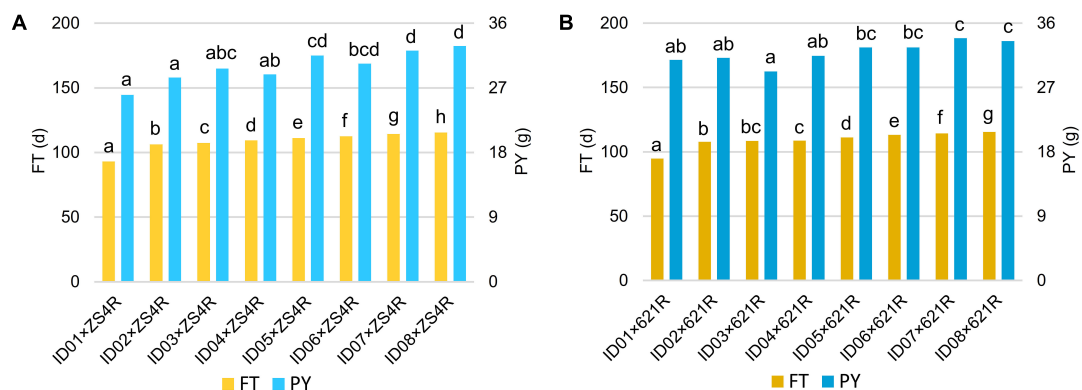 A
FT (d)
200
150
100
50
0
a a
b a
c abc
d ab
e cd
f bcd
g d
h d
36
27
18
9
0
PY (g)
ID01×ZS4R
ID02×ZS4R
ID03×ZS4R
ID04×ZS4R
ID05×ZS4R
ID06×ZS4R
ID07×ZS4R
ID08×ZS4R
FT PY
B
FT (d)
200
150
100
50
0
a ab
b ab
bc a
c ab
d bc
e bc
f c
g c
36
27
18
9
0
PY (g)
ID01×621R
ID02×621R
ID03×621R
ID04×621R
ID05×621R
ID06×621R
ID07×621R
ID08×621R
FT PY